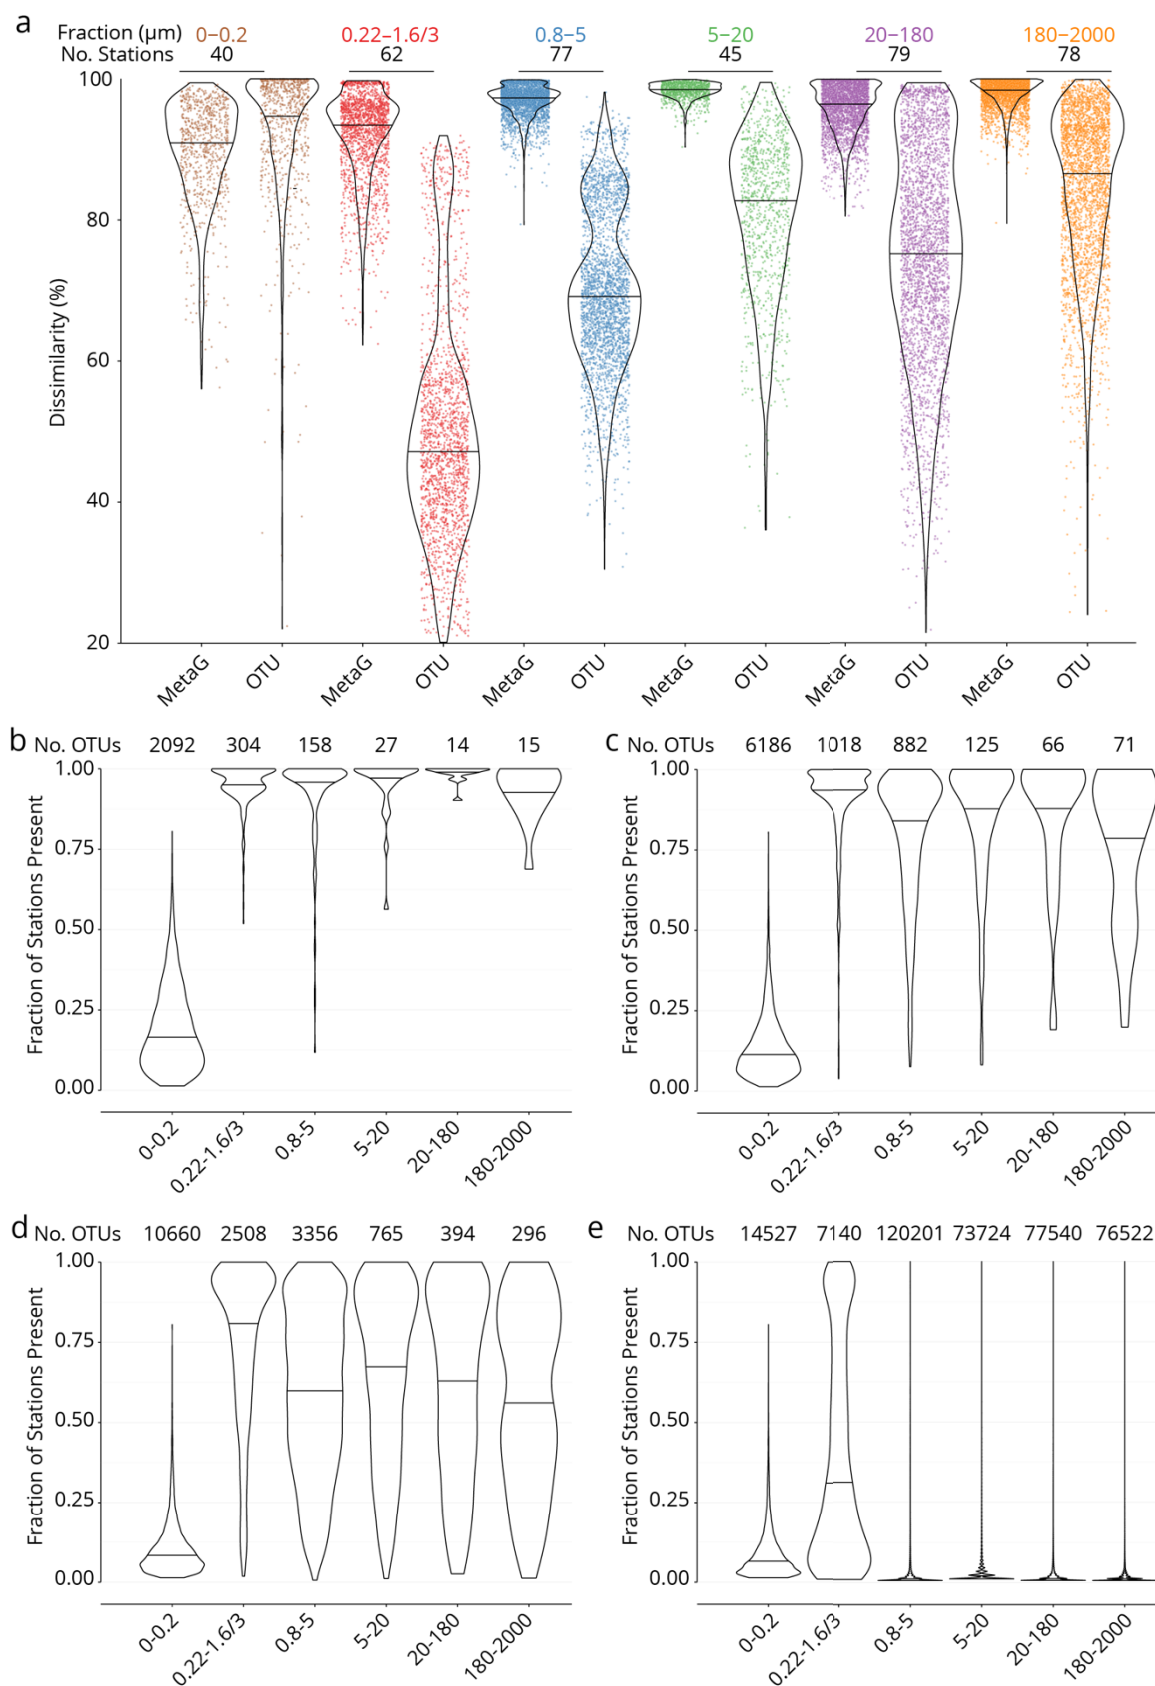 a
Fraction (μm) 0–0.2 0.22–1.6/3 0.8–5 5–20 20–180 180–2000
No. Stations 40 62 77 45 79 78
100
80
60
40
20
Dissimilarity (%)
MetaG OTU MetaG OTU MetaG OTU MetaG OTU MetaG OTU MetaG OTU
b No. OTUs 2092 304 158 27 14 15
1.00
0.75
0.50
0.25
0.00
Fraction of Stations Present
0-0.2 0.22-1.6/3 0.8-5 5-20 20-180 180-2000
c No. OTUs 6186 1018 882 125 66 71
1.00
0.75
0.50
0.25
0.00
Fraction of Stations Present
0-0.2 0.22-1.6/3 0.8-5 5-20 20-180 180-2000
d No. OTUs 10660 2508 3356 765 394 296
1.00
0.75
0.50
0.25
0.00
Fraction of Stations Present
0-0.2 0.22-1.6/3 0.8-5 5-20 20-180 180-2000
e No. OTUs 14527 7140 120201 73724 77540 76522
1.00
0.75
0.50
0.25
0.00
Fraction of Stations Present
0-0.2 0.22-1.6/3 0.8-5 5-20 20-180 180-2000